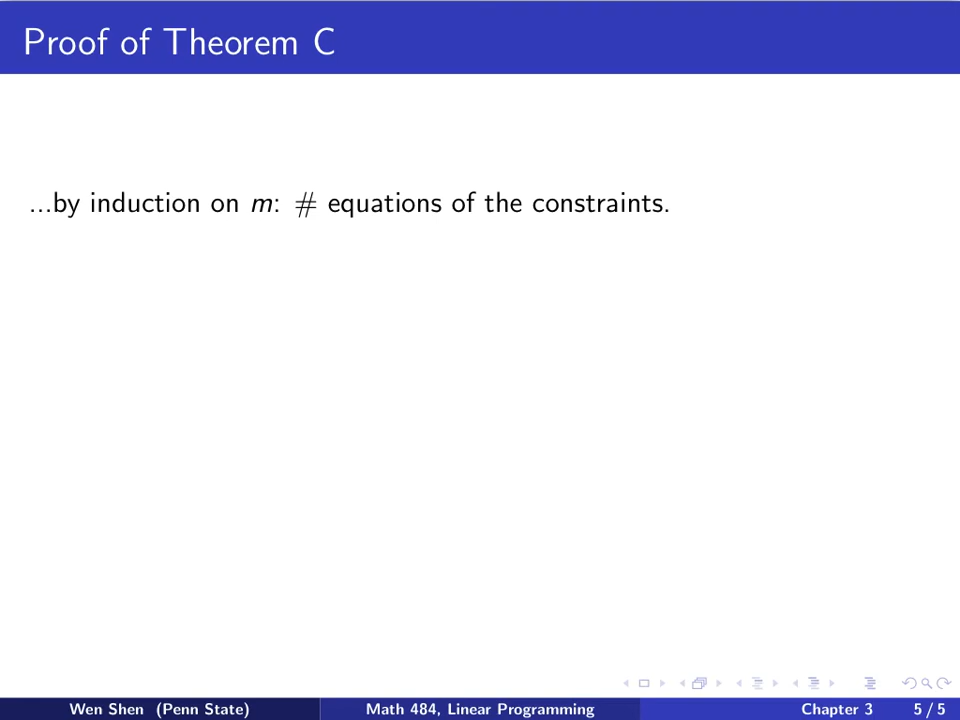 Proof of Theorem C
...by induction on m: # equations of the constraints.
Wen Shen (Penn State) Math 484, Linear Programming Chapter 3 5 / 5